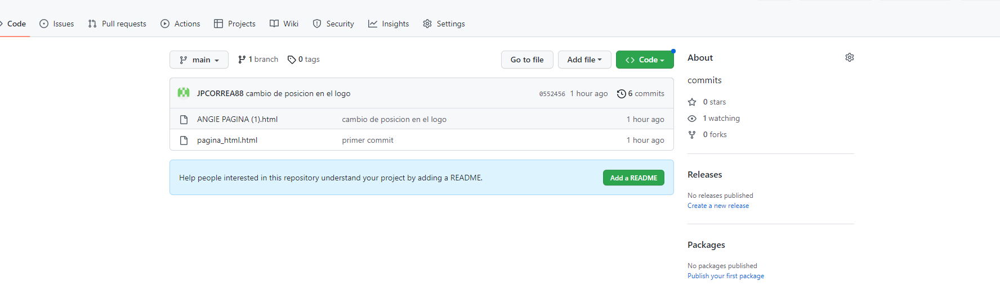 Code Issues Pull requests Actions Projects Wiki Security Insights Settings
main 1 branch 0 tags Go to file Add file Code
JPCORREA88 cambio de posicion en el logo 0552456 1 hour ago 6 commits
ANGIE PAGINA (1).html cambio de posicion en el logo 1 hour ago
pagina_html.html primer commit 1 hour ago
Help people interested in this repository understand your project by adding a README. Add a README
About
commits
0 stars
1 watching
0 forks
Releases
No releases published
Create a new release
Packages
No packages published
Publish your first package